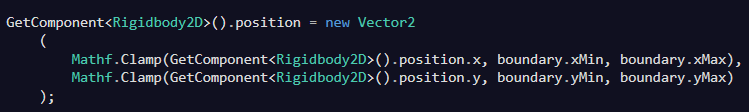 GetComponent<Rigidbody2D>().position = new Vector2
(
Mathf.Clamp(GetComponent<Rigidbody2D>().position.x, boundary.xMin, boundary.xMax),
Mathf.Clamp(GetComponent<Rigidbody2D>().position.y, boundary.yMin, boundary.yMax)
);